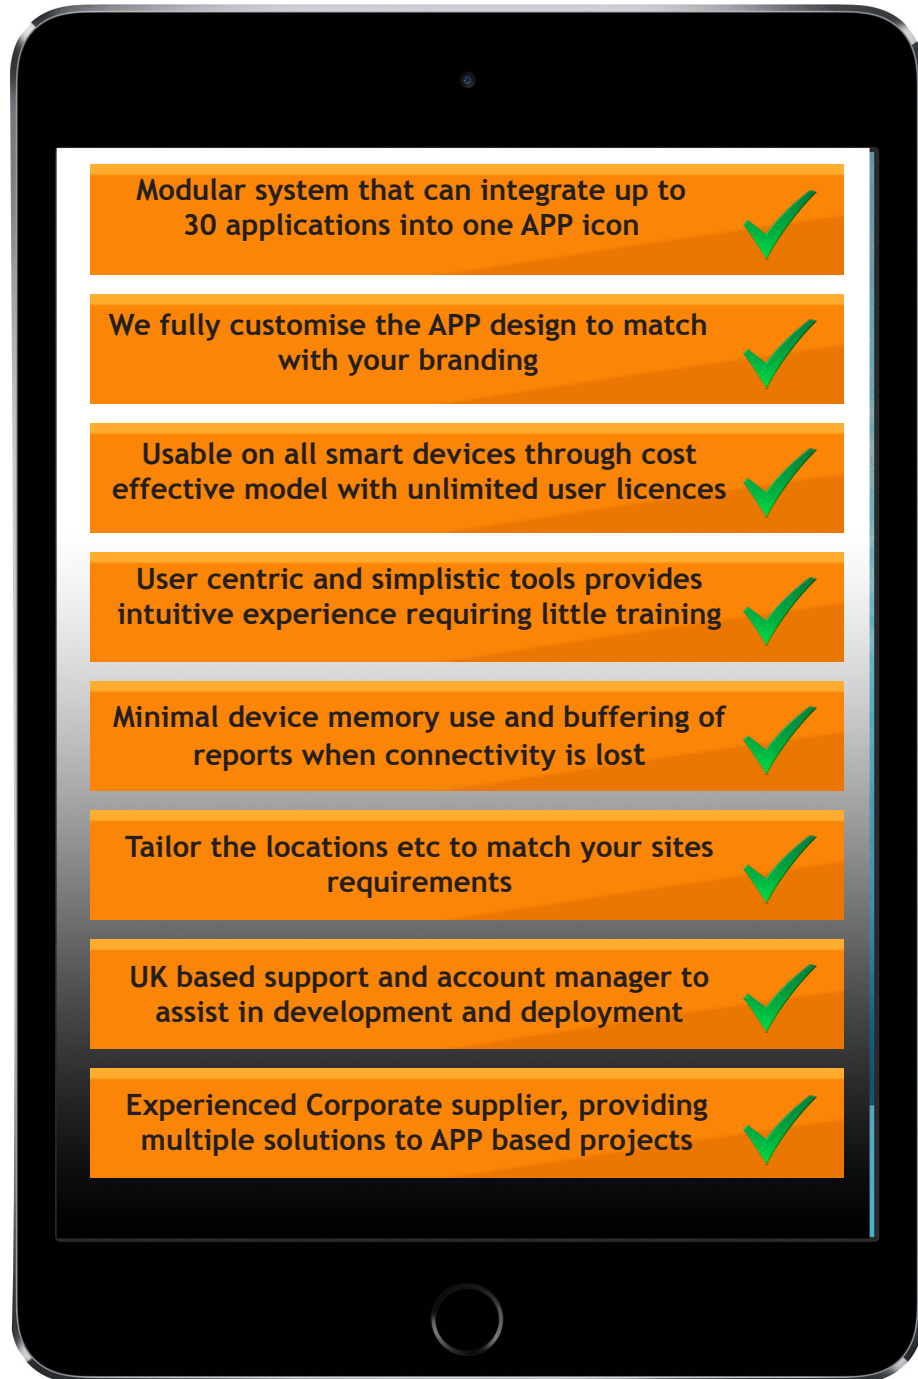 Modular system that can integrate up to
30 applications into one APP icon
We fully customise the APP design to match
with your branding
Usable on all smart devices through cost
effective model with unlimited user licences
User centric and simplistic tools provides
intuitive experience requiring little training
Minimal device memory use and buffering of
reports when connectivity is lost
Tailor the locations etc to match your sites
requirements
UK based support and account manager to
assist in development and deployment
Experienced Corporate supplier, providing
multiple solutions to APP based projects